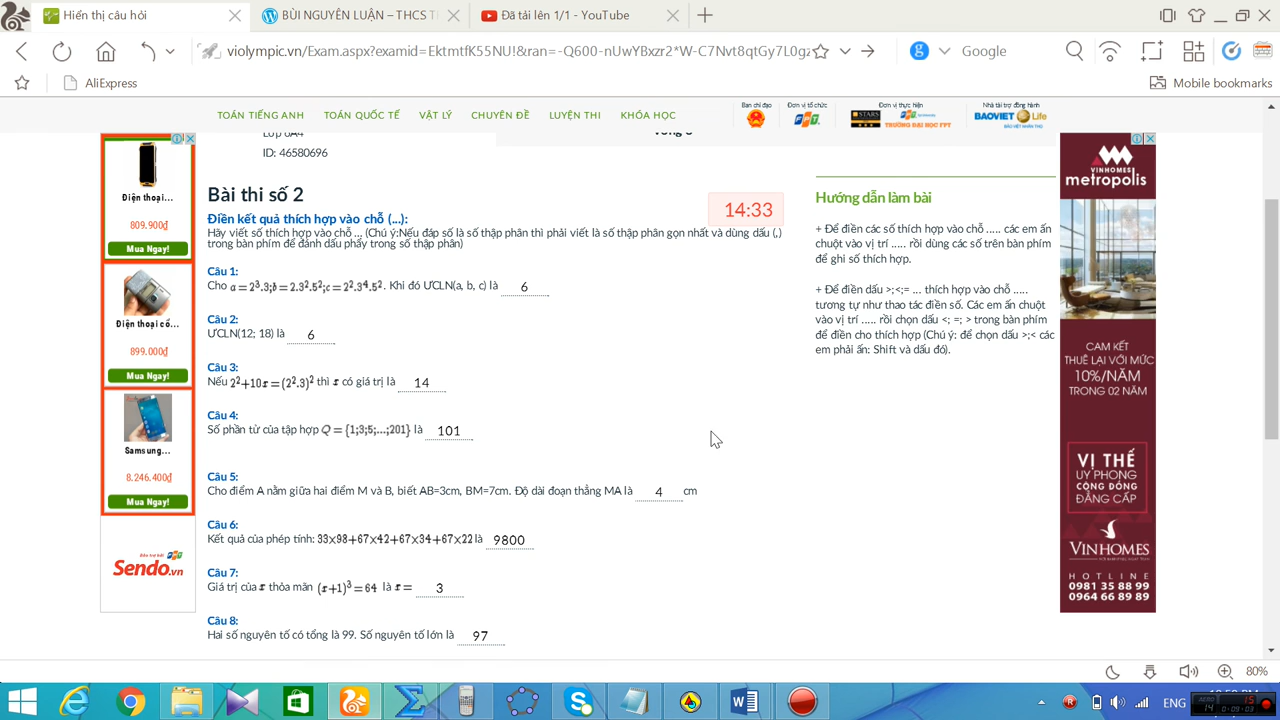 Hiển thị câu hỏi
BÙI NGUYÊN LUẬN – THCS T
Đã tải lên 1/1 - YouTube
violympic.vn/Exam.aspx?examid=EktmtfK55NU!&ran=-Q600-nUwYBxzr2*W-C7Nvt8qtGy7L0gz
Google
AliExpress
Mobile bookmarks
TOÁN TIẾNG ANH
TOÁN QUỐC TẾ
VẬT LÝ
CHUYÊN ĐỀ
LUYỆN THI
KHÓA HỌC
Ban chỉ đạo
Đơn vị tổ chức
Đơn vị thực hiện
Nhà tài trợ đồng hành
FPT
STARS
TRƯỜNG ĐẠI HỌC FPT
BAOVIET Life
ID: 46580696
Bài thi số 2
14:33
Điền kết quả thích hợp vào chỗ (...):
Hãy viết số thích hợp vào chỗ ... (Chú ý:Nếu đáp số là số thập phân thì phải viết là số thập phân gọn nhất và dùng dấu (,)
trong bàn phím để đánh dấu phẩy trong số thập phân)
Câu 1:
Cho a = 2³.3;b = 2.3².5²;c = 2².3⁴.5². Khi đó ƯCLN(a, b, c) là 6
Câu 2:
ƯCLN(12; 18) là 6
Câu 3:
Nếu 2²+10x = (2².3)² thì x có giá trị là 14
Câu 4:
Số phần tử của tập hợp Q = {1;3;5;...;201} là 101
Câu 5:
Cho điểm A nằm giữa hai điểm M và B, biết AB=3cm, BM=7cm. Độ dài đoạn thẳng MA là 4 cm
Câu 6:
Kết quả của phép tính: 33x98+67x42+67x34+67x22 là 9800
Câu 7:
Giá trị của x thỏa mãn (x+1)³ = 64 là x = 3
Câu 8:
Hai số nguyên tố có tổng là 99. Số nguyên tố lớn là 97
Hướng dẫn làm bài
+ Để điền các số thích hợp vào chỗ ..... các em ấn
chuột vào vị trí ..... rồi dùng các số trên bàn phím
để ghi số thích hợp.
+ Để điền dấu >;<;= ... thích hợp vào chỗ .....
tương tự như thao tác điền số. Các em ấn chuột
vào vị trí ..... rồi chọn dấu <; =; > trong bàn phím
để điền cho thích hợp (Chú ý: để chọn dấu >;< các
em phải ấn: Shift và dấu đó).
Điện thoại...
809.900₫
Mua Ngay!
Điện thoại cổ...
899.000₫
Mua Ngay!
Samsung...
8.246.400₫
Mua Ngay!
FPT
Sendo.vn
VINHOMES
metropolis
CAM KẾT
THUÊ LẠI VỚI MỨC
10%/NĂM
TRONG 02 NĂM
VỊ THẾ
UY PHONG
CỘNG ĐỒNG
ĐẲNG CẤP
VINHOMES
HOTLINE
0981 35 88 99
0964 66 89 89
80%
ENG